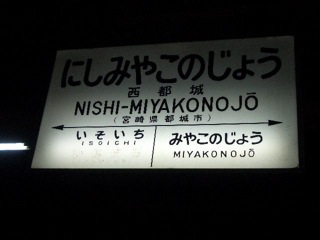 にしみやこのじょう
西都城
NISHI-MIYAKONOJŌ
(宮崎県都城市)
いそいち
ISOICHI
みやこのじょう
MIYAKONOJŌ